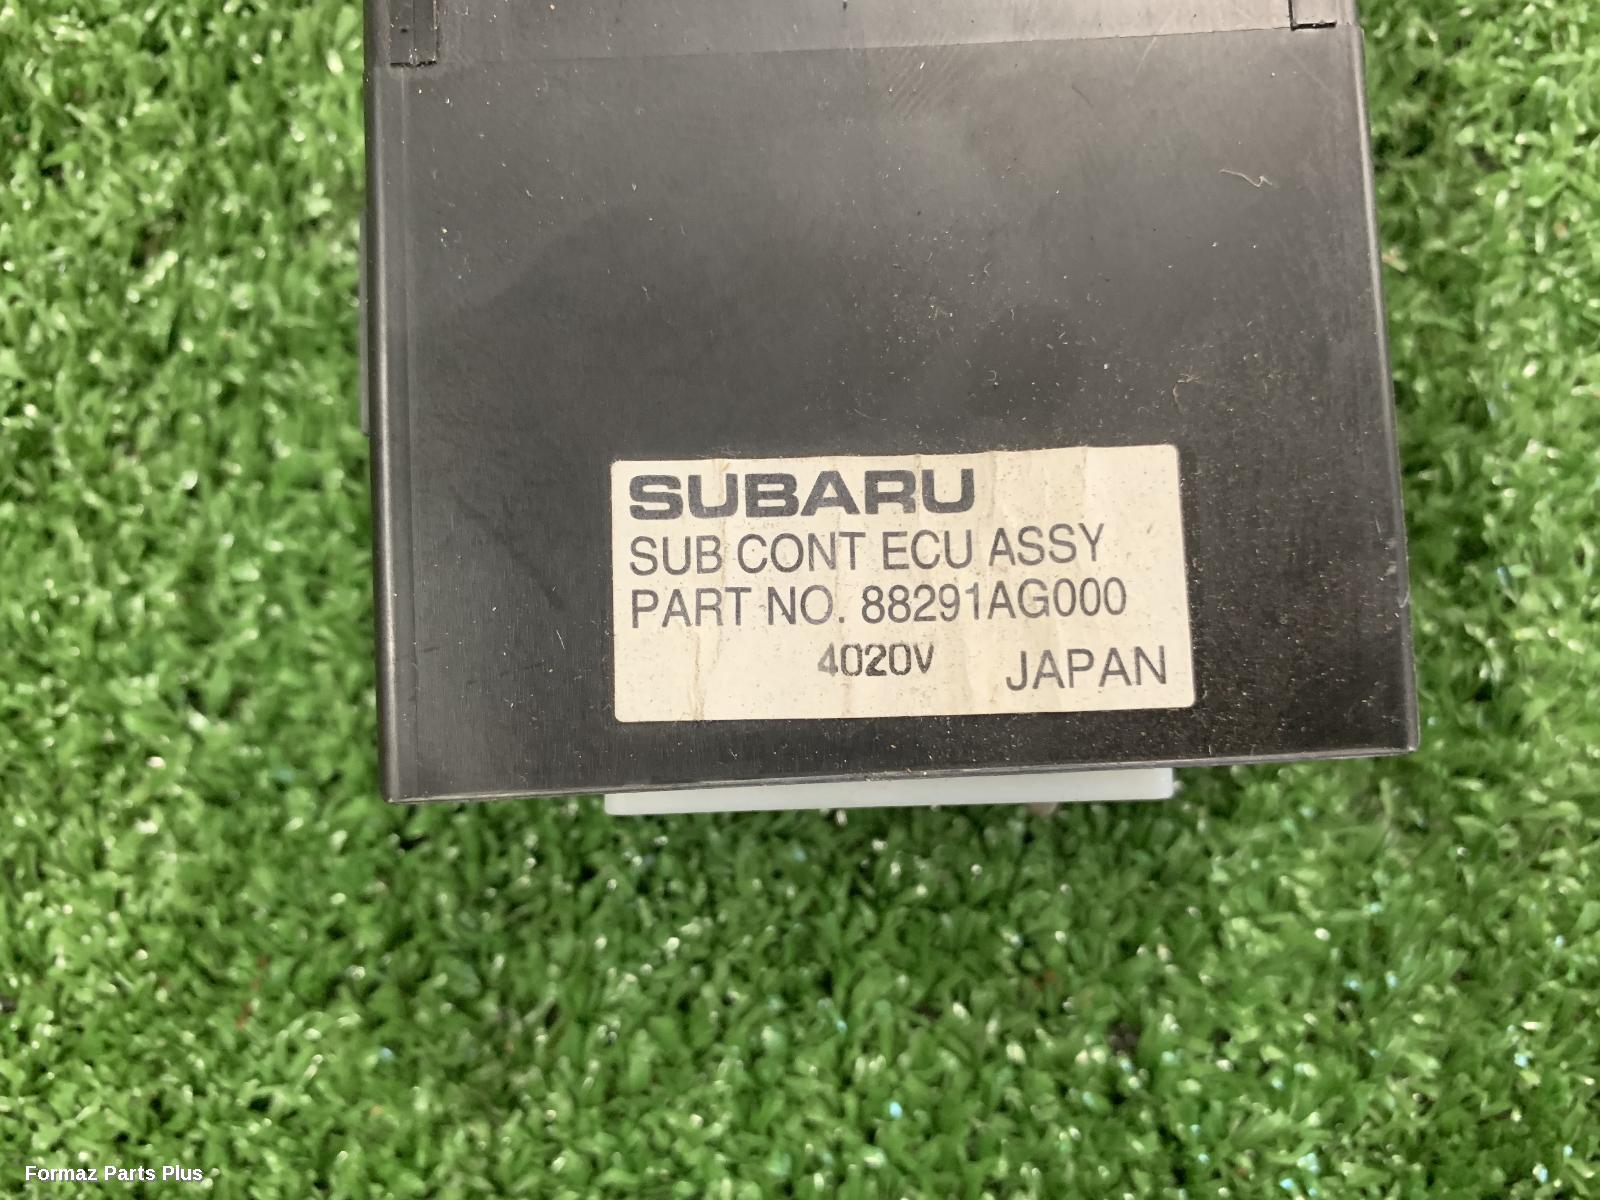 SUBARU
SUB CONT ECU ASSY
PART NO. 88291AG000
4020V
JAPAN
Formaz Parts Plus